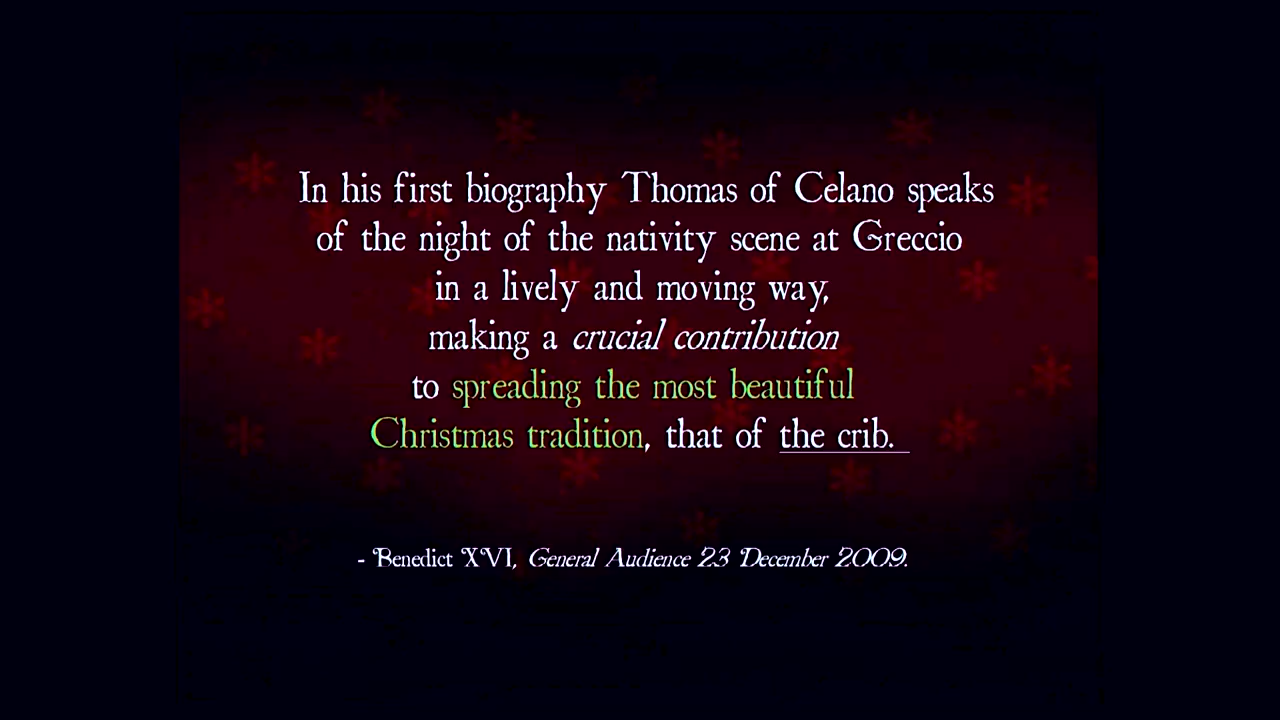 In his first biography Thomas of Celano speaks
of the night of the nativity scene at Greccio
in a lively and moving way,
making a crucial contribution
to spreading the most beautiful
Christmas tradition, that of the crib.
- Benedict XVI, General Audience 23 December 2009.